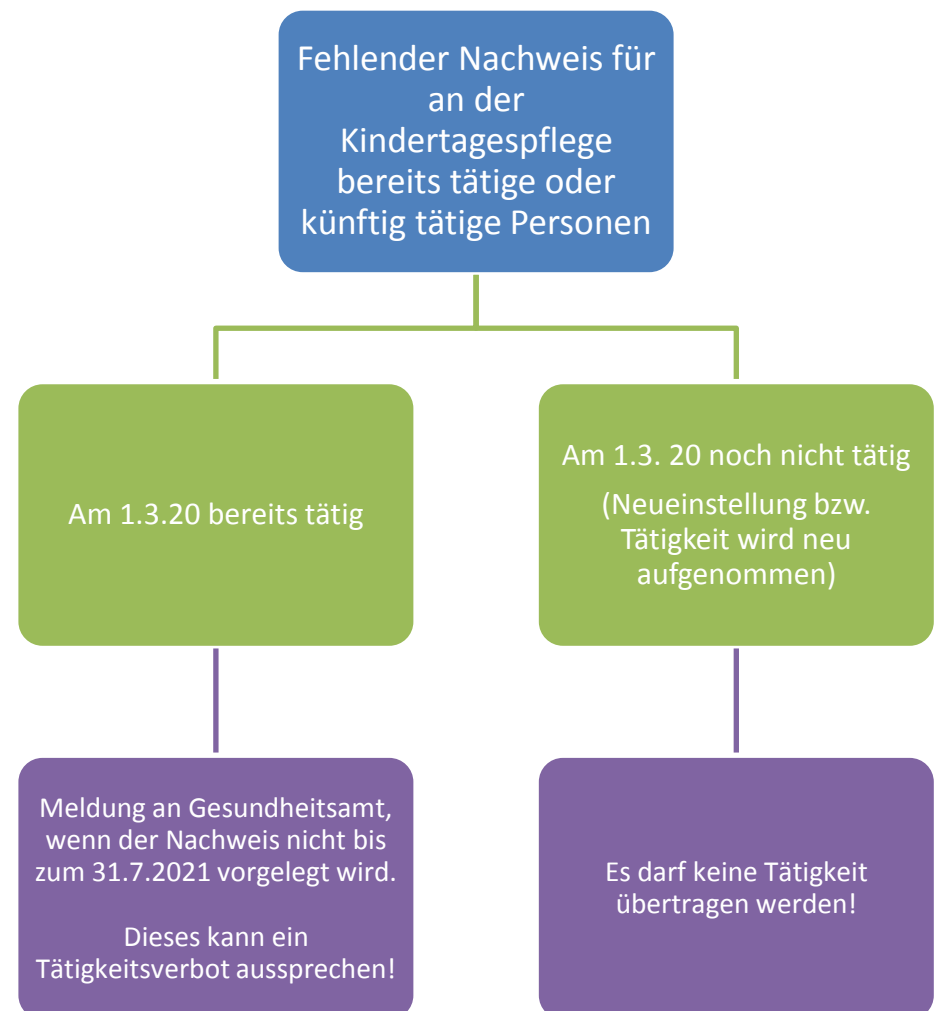 Fehlender Nachweis für
an der
Kindertagespflege
bereits tätige oder
künftig tätige Personen
Am 1.3.20 bereits tätig
Am 1.3. 20 noch nicht tätig
(Neueinstellung bzw.
Tätigkeit wird neu
aufgenommen)
Meldung an Gesundheitsamt,
wenn der Nachweis nicht bis
zum 31.7.2021 vorgelegt wird.
Dieses kann ein
Tätigkeitsverbot aussprechen!
Es darf keine Tätigkeit
übertragen werden!